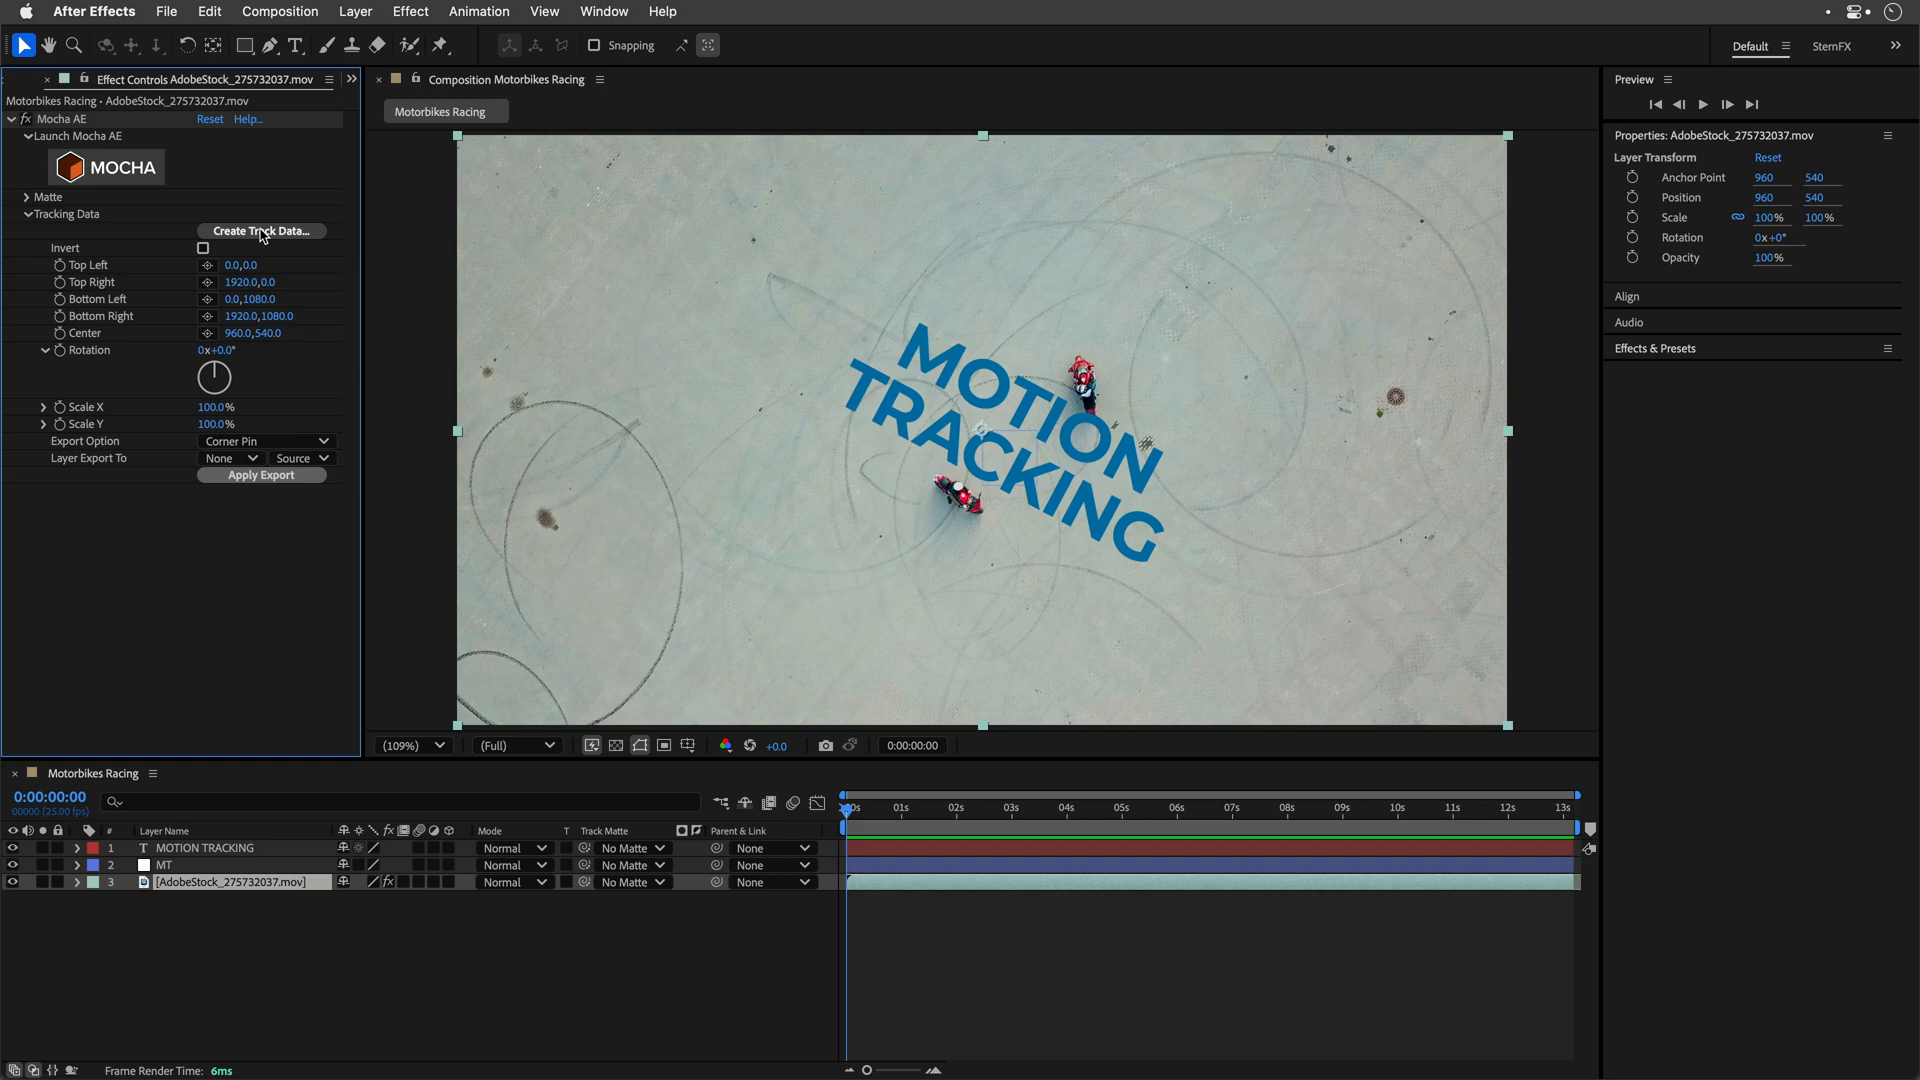 After Effects File Edit Composition Layer Effect Animation View Window Help
Snapping Default SternFX
Effect Controls AdobeStock_275732037.mov
Motorbikes Racing • AdobeStock_275732037.mov
fx Mocha AE Reset Help...
Launch Mocha AE
MOCHA
Matte
Tracking Data
Create Track Data...
Invert
Top Left 0.0,0.0
Top Right 1920.0,0.0
Bottom Left 0.0,1080.0
Bottom Right 1920.0,1080.0
Center 960.0,540.0
Rotation 0x+0.0°
Scale X 100.0%
Scale Y 100.0%
Export Option Corner Pin
Layer Export To None Source
Apply Export
Composition Motorbikes Racing
Motorbikes Racing
MOTION
TRACKING
(109%) (Full) +0.0 0:00:00:00
Preview
Properties: AdobeStock_275732037.mov
Layer Transform Reset
Anchor Point 960 540
Position 960 540
Scale 100% 100%
Rotation 0x+0°
Opacity 100%
Align
Audio
Effects & Presets
Motorbikes Racing
0:00:00:00
00000 (25.00 fps)
# Layer Name fx Mode T Track Matte Parent & Link
1 T MOTION TRACKING Normal No Matte None
2 MT Normal No Matte None
3 [AdobeStock_275732037.mov] fx Normal No Matte None
01s 02s 03s 04s 05s 06s 07s 08s 09s 10s 11s 12s 13s
Frame Render Time: 6ms